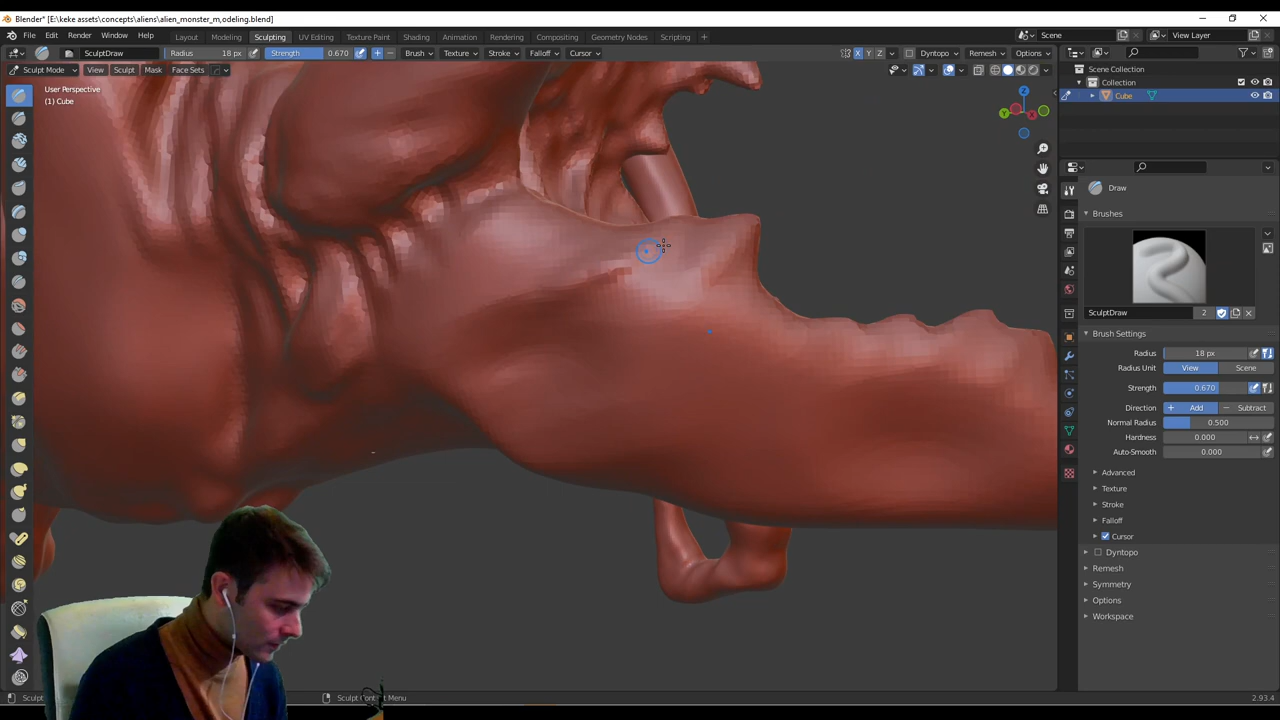 Blender* [E:\keke assets\concepts\aliens\alien_monster_m,odeling.blend]
File Edit Render Window Help Layout Modeling Sculpting UV Editing Texture Paint Shading Animation Rendering Compositing Geometry Nodes Scripting + Scene View Layer
SculptDraw Radius 18 px Strength 0.670 Brush Texture Stroke Falloff Cursor X Y Z Dyntopo Remesh Options
Sculpt Mode View Sculpt Mask Face Sets
User Perspective
(1) Cube
Z
Y
X
Scene Collection
Collection
Cube
Draw
Brushes
SculptDraw 2
Brush Settings
Radius 18 px
Radius Unit View Scene
Strength 0.670
Direction + Add − Subtract
Normal Radius 0.500
Hardness 0.000
Auto-Smooth 0.000
Advanced
Texture
Stroke
Falloff
Cursor
Dyntopo
Remesh
Symmetry
Options
Workspace
Sculpt Sculpt Cont Menu 2.93.4